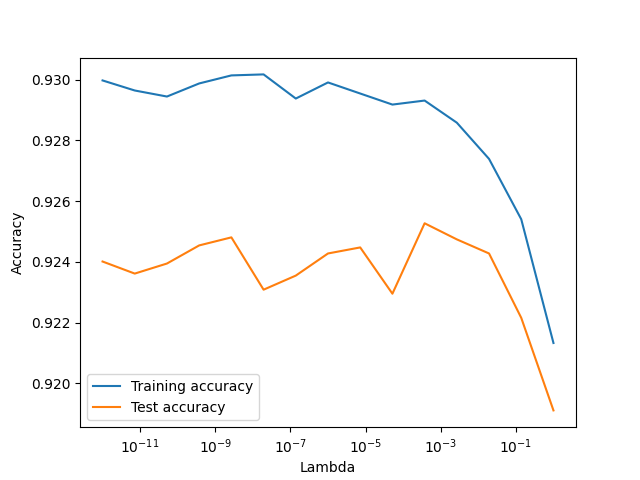 0.930
0.928
0.926
0.924
0.922
0.920
Accuracy
Training accuracy
Test accuracy
10⁻¹¹ 10⁻⁹ 10⁻⁷ 10⁻⁵ 10⁻³ 10⁻¹
Lambda